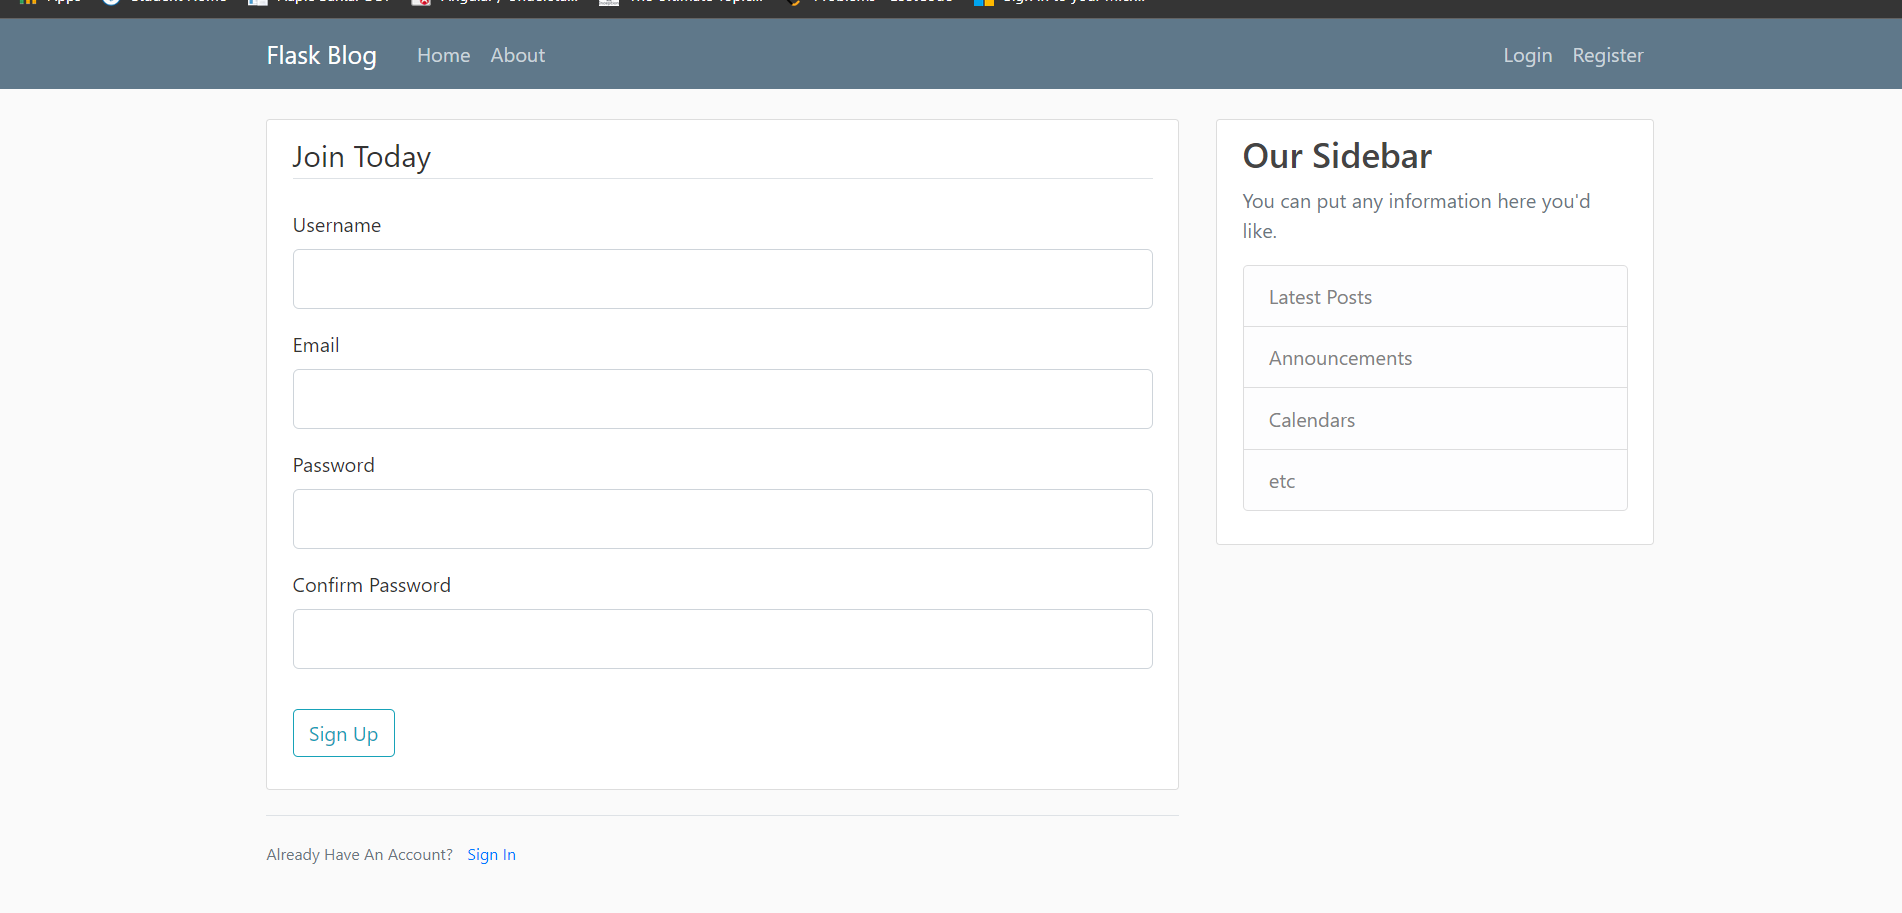 Flask Blog Home About Login Register
Join Today
Username
Email
Password
Confirm Password
Sign Up
Already Have An Account? Sign In
Our Sidebar
You can put any information here you'd
like.
Latest Posts
Announcements
Calendars
etc